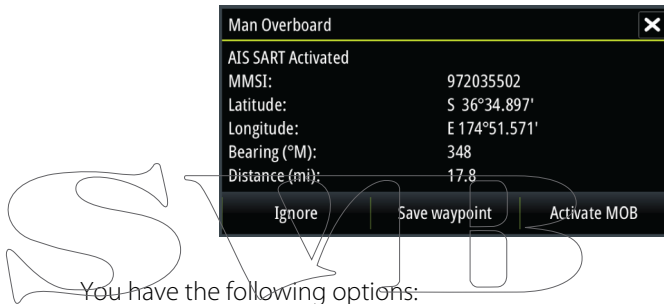 Man Overboard
AIS SART Activated
MMSI: 972035502
Latitude: S 36°34.897'
Longitude: E 174°51.571'
Bearing (°M): 348
Distance (mi): 17.8
Ignore Save waypoint Activate MOB
SVB
You have the following options: